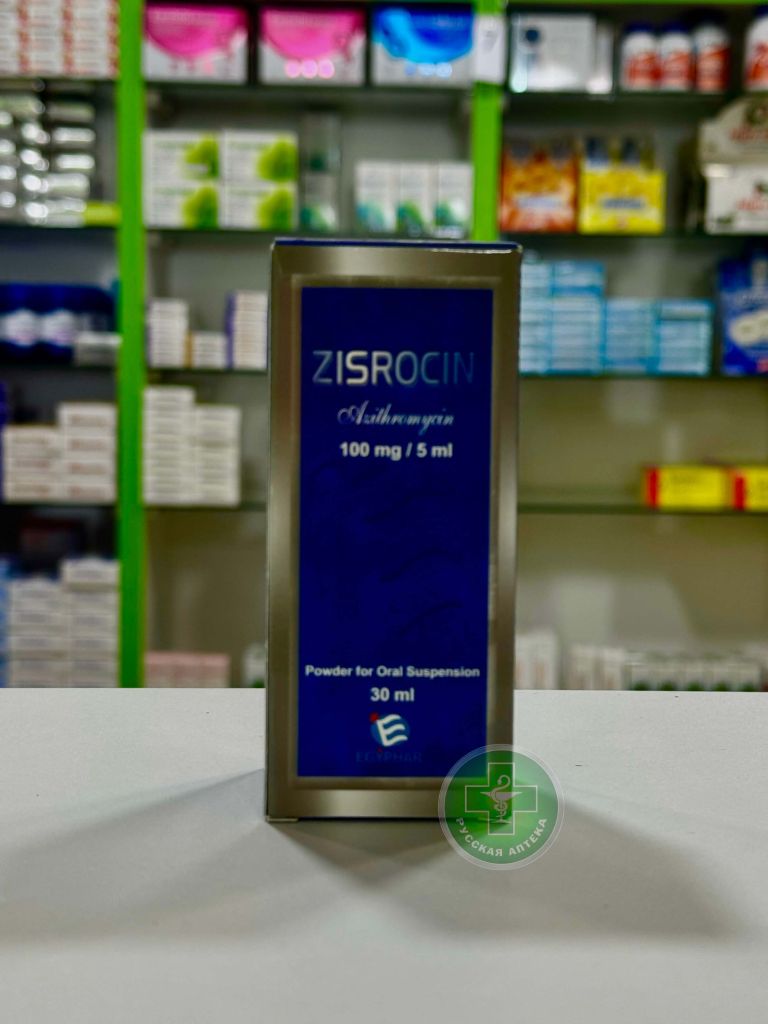 ZISROCIN
Azithromycin
100 mg / 5 ml
Powder for Oral Suspension
30 ml
EGYPHAR
РУССКАЯ АПТЕКА